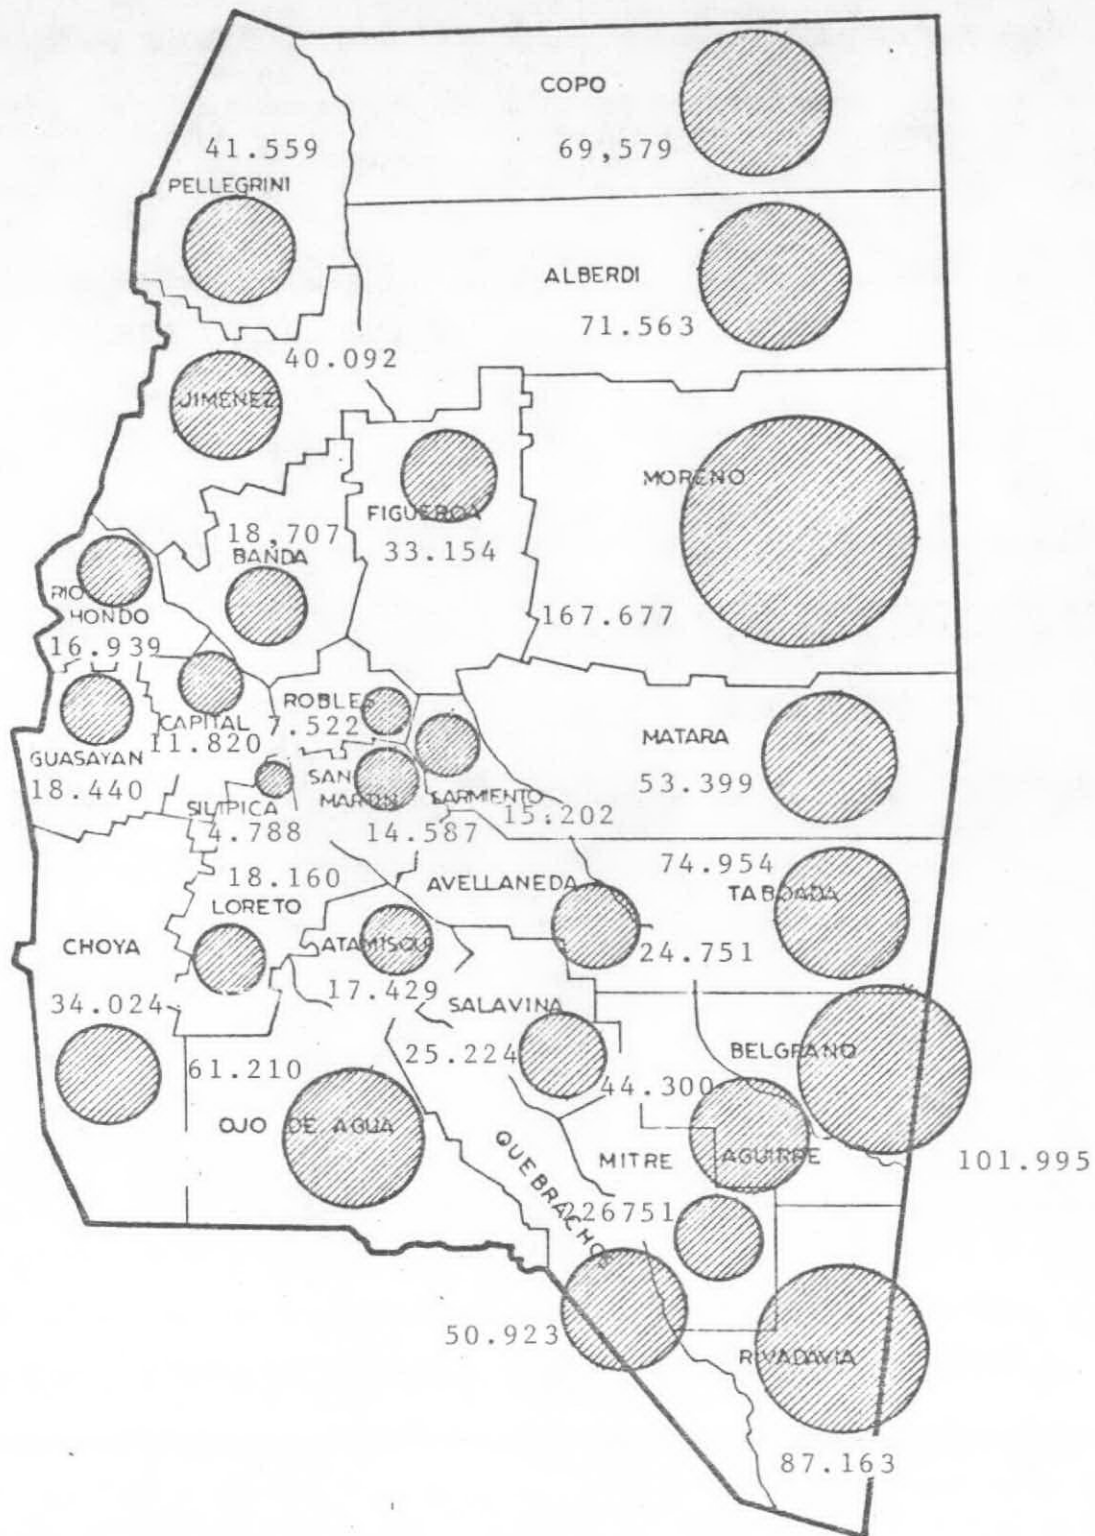 COPO
69,579
41.559
PELLEGRINI
ALBERDI
71.563
40.092
JIMENEZ
MORENO
167.677
FIGUEROA
33.154
18,707
BANDA
RIO
HONDO
16.939
ROBLES
7.522
CAPITAL
11.820
GUASAYAN
18.440
MATARA
53.399
SAN
MARTIN
14.587
SARMIENTO
15.202
SILIPICA
4.788
74.954
TABOADA
18.160
LORETO
AVELLANEDA
24.751
CHOYA
34.024
ATAMISQUI
17.429
SALAVINA
25.224
BELGRANO
101.995
61.210
OJO DE AGUA
44.300
AGUIRRE
MITRE
226751
QUEBRACHOS
50.923
RIVADAVIA
87.163